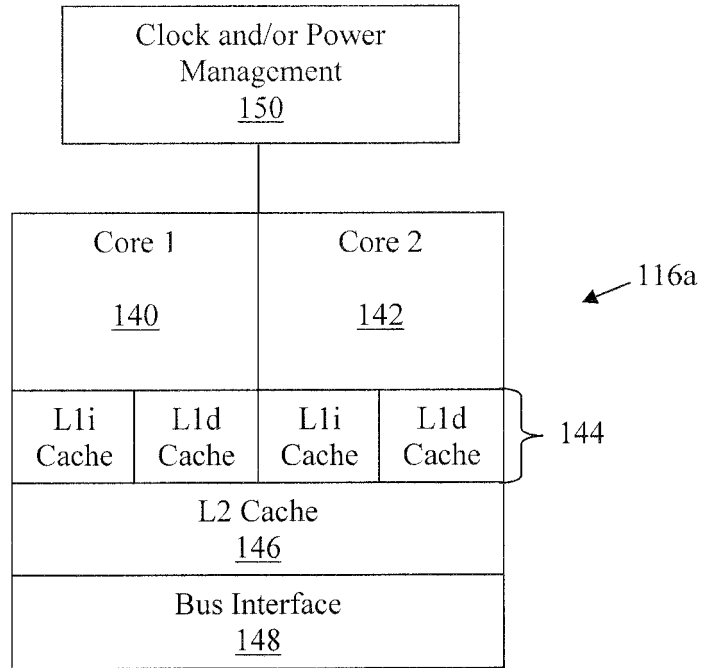 Clock and/or Power
Management
150
Core 1
Core 2
140
142
116a
L1i
Cache
L1d
Cache
L1i
Cache
L1d
Cache
144
L2 Cache
146
Bus Interface
148